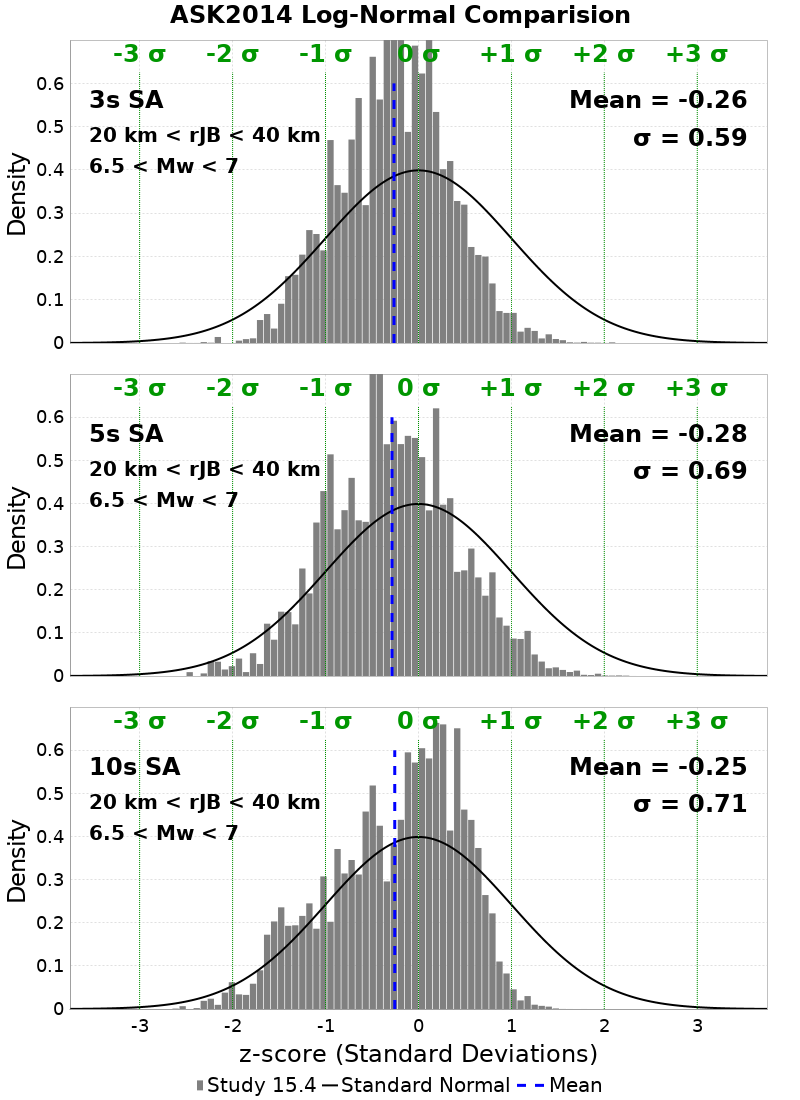 ASK2014 Log-Normal Comparision
-3 σ -2 σ -1 σ 0 σ +1 σ +2 σ +3 σ
3s SA
20 km < rJB < 40 km
6.5 < Mw < 7
Mean = -0.26
σ = 0.59
Density
0.6
0.5
0.4
0.3
0.2
0.1
0
-3 σ -2 σ -1 σ 0 σ +1 σ +2 σ +3 σ
5s SA
20 km < rJB < 40 km
6.5 < Mw < 7
Mean = -0.28
σ = 0.69
Density
0.6
0.5
0.4
0.3
0.2
0.1
0
-3 σ -2 σ -1 σ 0 σ +1 σ +2 σ +3 σ
10s SA
20 km < rJB < 40 km
6.5 < Mw < 7
Mean = -0.25
σ = 0.71
Density
0.6
0.5
0.4
0.3
0.2
0.1
0
-3 -2 -1 0 1 2 3
z-score (Standard Deviations)
Study 15.4 Standard Normal Mean